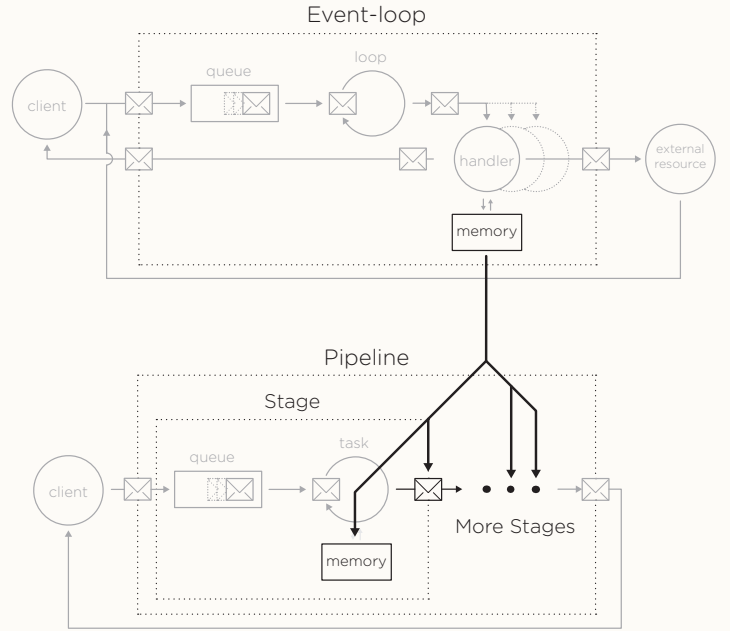 Event-loop
loop
queue
client
handler
external
resource
memory
Pipeline
Stage
task
queue
client
More Stages
memory